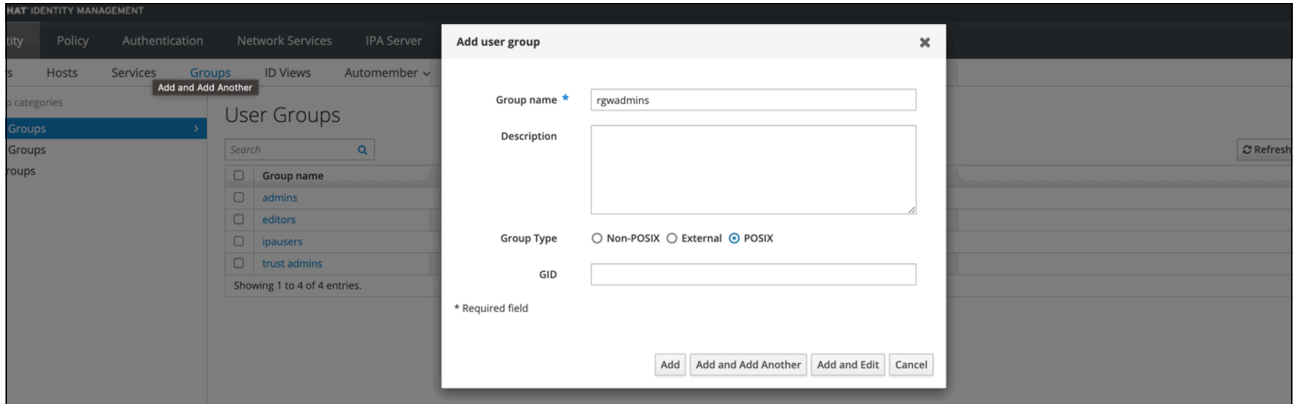 HAT IDENTITY MANAGEMENT
tity Policy Authentication Network Services IPA Server
rs Hosts Services Groups ID Views Automember
Add and Add Another
p categories
Groups
Groups
roups
User Groups
Search
Refresh
Group name
admins
editors
ipausers
trust admins
Showing 1 to 4 of 4 entries.
Add user group
Group name * rgwadmins
Description
Group Type Non-POSIX External POSIX
GID
* Required field
Add Add and Add Another Add and Edit Cancel